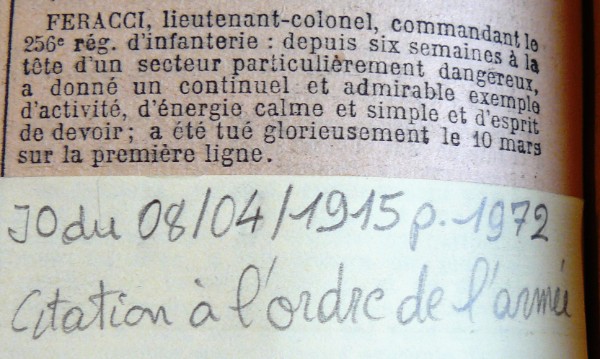 FERACCI, lieutenant-colonel, commandant le
256e rég. d'infanterie : depuis six semaines à la
tête d'un secteur particulièrement dangereux,
a donné un continuel et admirable exemple
d'activité, d'énergie calme et simple et d'esprit
de devoir ; a été tué glorieusement le 10 mars
sur la première ligne.
JO du 08/04/1915 p. 1972
Citation à l'ordre de l'armée